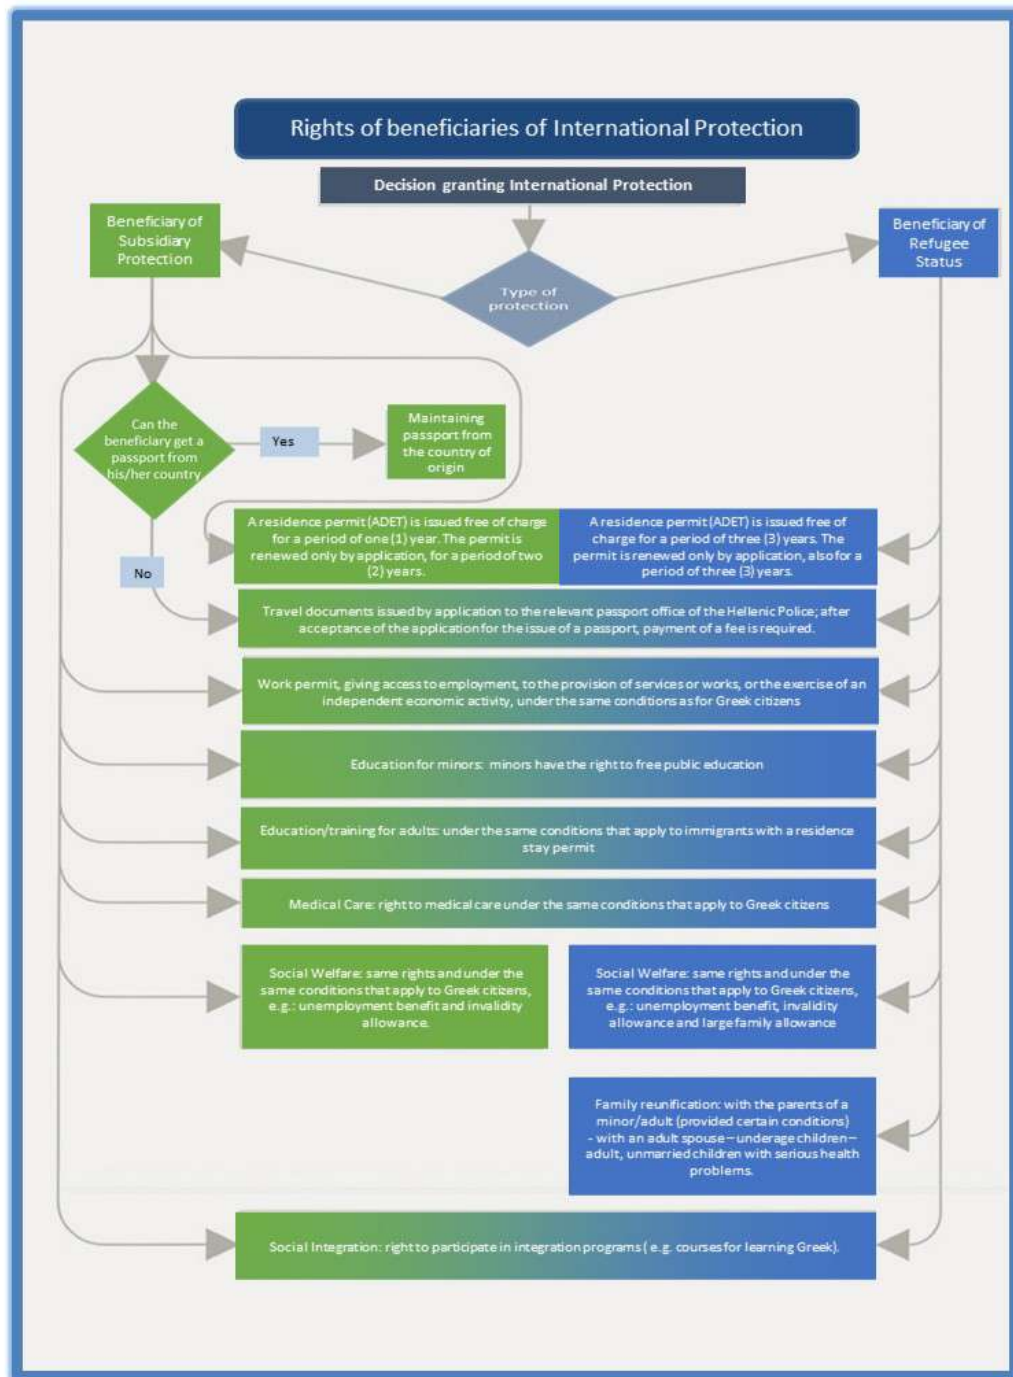 Rights of beneficiaries of International Protection
Decision granting International Protection
Beneficiary of
Subsidiary
Protection
Beneficiary of
Refugee
Status
Type of
protection
Can the
beneficiary get a
passport from
his/her country
Yes
Maintaining
passport from
the country of
origin
No
A residence permit (ADET) is issued free of charge
for a period of one (1) year. The permit is
renewed only by application, for a period of two
(2) years.
A residence permit (ADET) is issued free of
charge for a period of three (3) years. The
permit is renewed only by application, also for a
period of three (3) years.
Travel documents issued by application to the relevant passport office of the Hellenic Police; after
acceptance of the application for the issue of a passport, payment of a fee is required.
Work permit, giving access to employment, to the provision of services or works, or the exercise of an
independent economic activity, under the same conditions as for Greek citizens
Education for minors: minors have the right to free public education
Education/training for adults: under the same conditions that apply to immigrants with a residence
stay permit
Medical Care: right to medical care under the same conditions that apply to Greek citizens
Social Welfare: same rights and under the
same conditions that apply to Greek citizens,
e.g.: unemployment benefit and invalidity
allowance.
Social Welfare: same rights and under the
same conditions that apply to Greek citizens,
e.g.: unemployment benefit, invalidity
allowance and large family allowance
Family reunification: with the parents of a
minor/adult (provided certain conditions)
- with an adult spouse – underage children –
adult, unmarried children with serious health
problems.
Social Integration: right to participate in integration programs ( e.g. courses for learning Greek).